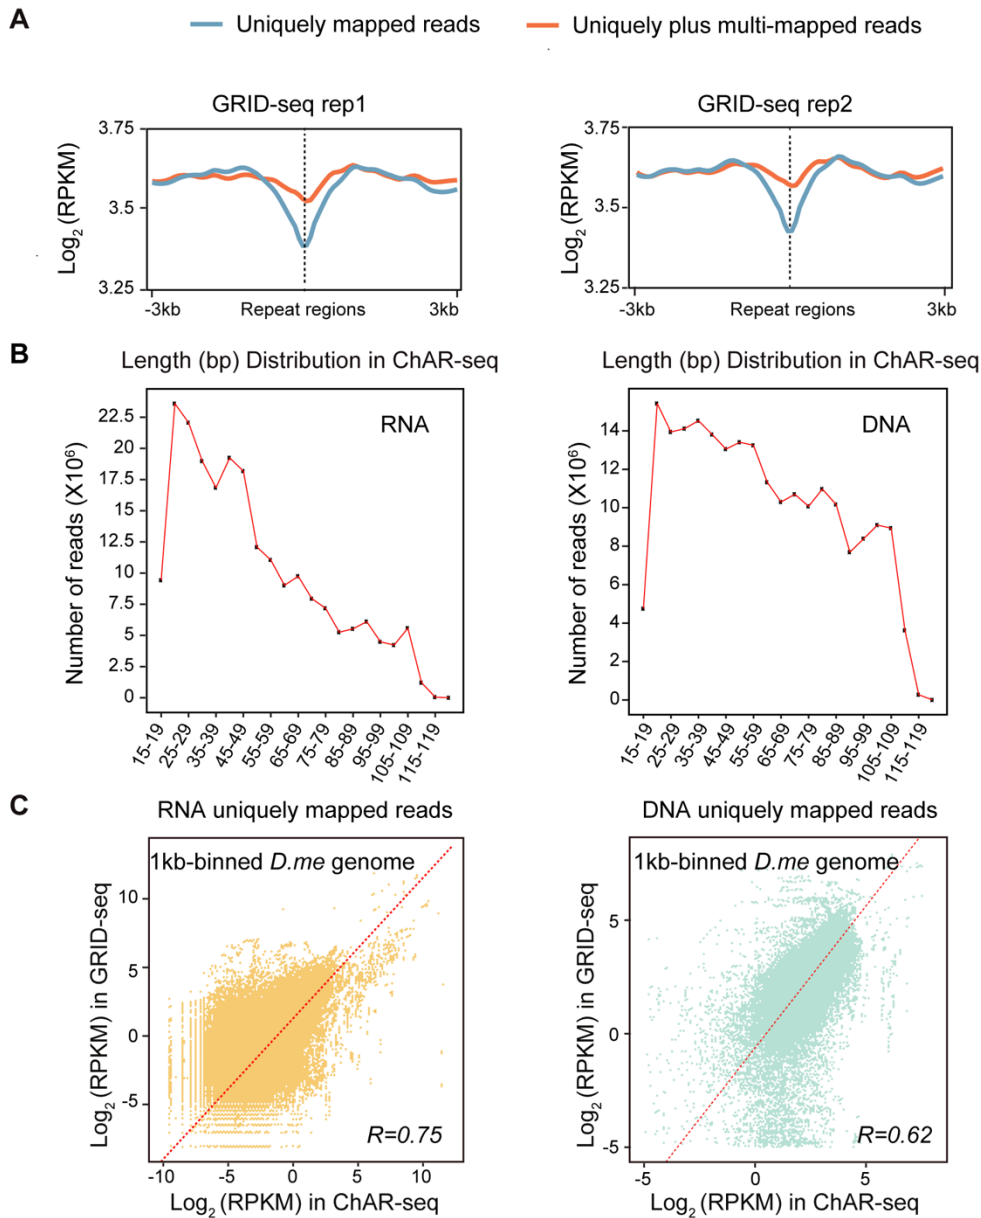 A
Uniquely mapped reads
Uniquely plus multi-mapped reads
GRID-seq rep1
GRID-seq rep2
Log2 (RPKM)
3.75
3.5
3.25
-3kb
Repeat regions
3kb
Log2 (RPKM)
3.75
3.5
3.25
-3kb
Repeat regions
3kb
B
Length (bp) Distribution in ChAR-seq
Length (bp) Distribution in ChAR-seq
RNA
Number of reads (X10⁶)
22.5
20
17.5
15
12.5
10
7.5
5
2.5
0
15-19
25-29
35-39
45-49
55-59
65-69
75-79
85-89
95-99
105-109
115-119
DNA
Number of reads (X10⁶)
14
12
10
8
6
4
2
0
15-19
25-29
35-39
45-49
55-59
65-69
75-79
85-89
95-99
105-109
115-119
C
RNA uniquely mapped reads
DNA uniquely mapped reads
1kb-binned D.me genome
Log2 (RPKM) in GRID-seq
10
5
0
-5
R=0.75
-10
-5
0
5
10
Log2 (RPKM) in ChAR-seq
1kb-binned D.me genome
Log2 (RPKM) in GRID-seq
5
0
-5
R=0.62
-5
0
5
Log2 (RPKM) in ChAR-seq